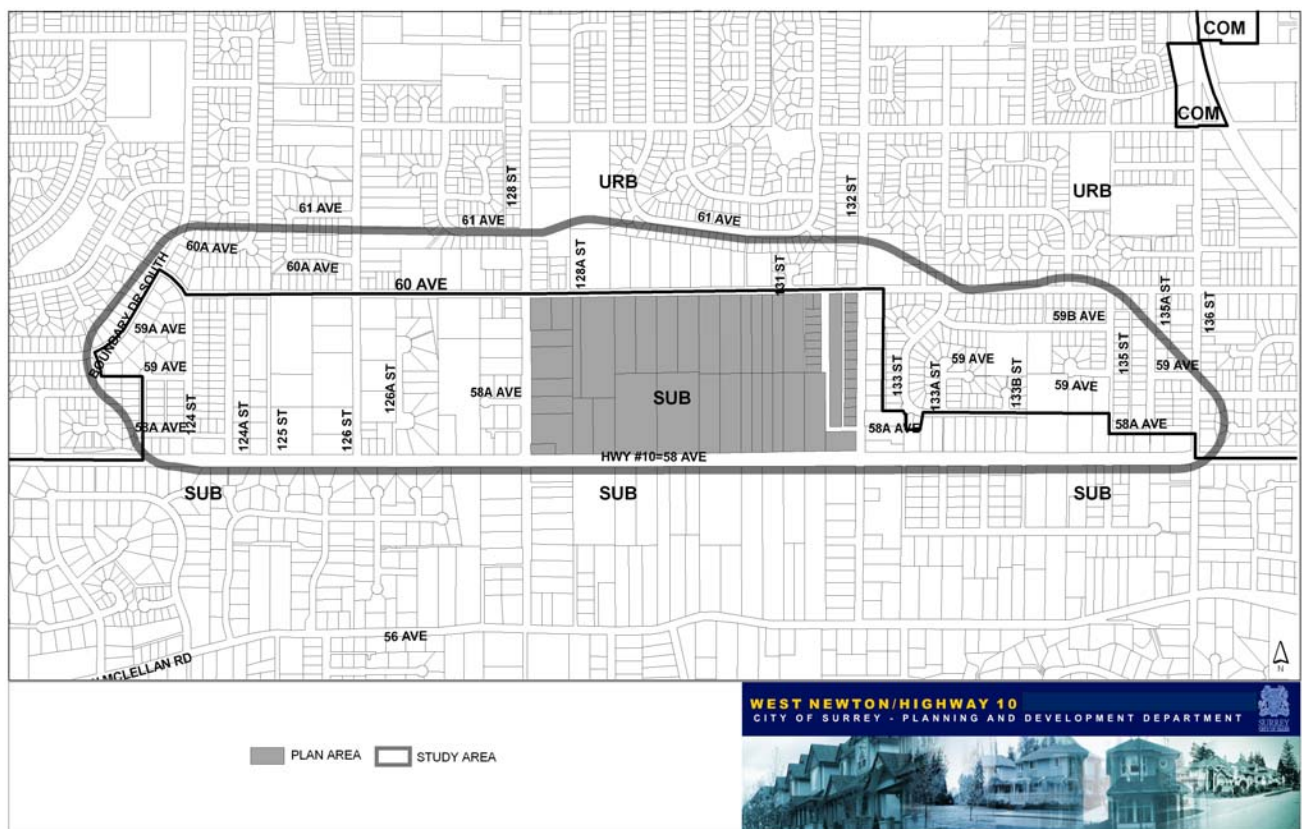 COM
COM
128 ST
URB
132 ST
URB
61 AVE
61 AVE
61 AVE
60A AVE
60A AVE
128A ST
131 ST
60 AVE
BOUNDARY DR SOUTH
135A ST
136 ST
59A AVE
59B AVE
59 AVE
58A AVE
126A ST
SUB
133 ST
133A ST
59 AVE
133B ST
59 AVE
135 ST
59 AVE
58A AVE
124 ST
124A ST
125 ST
126 ST
58A AVE
58A AVE
HWY #10=58 AVE
SUB
SUB
SUB
56 AVE
MCLELLAN RD
N
WEST NEWTON/HIGHWAY 10
CITY OF SURREY - PLANNING AND DEVELOPMENT DEPARTMENT
SURREY
PLAN AREA
STUDY AREA